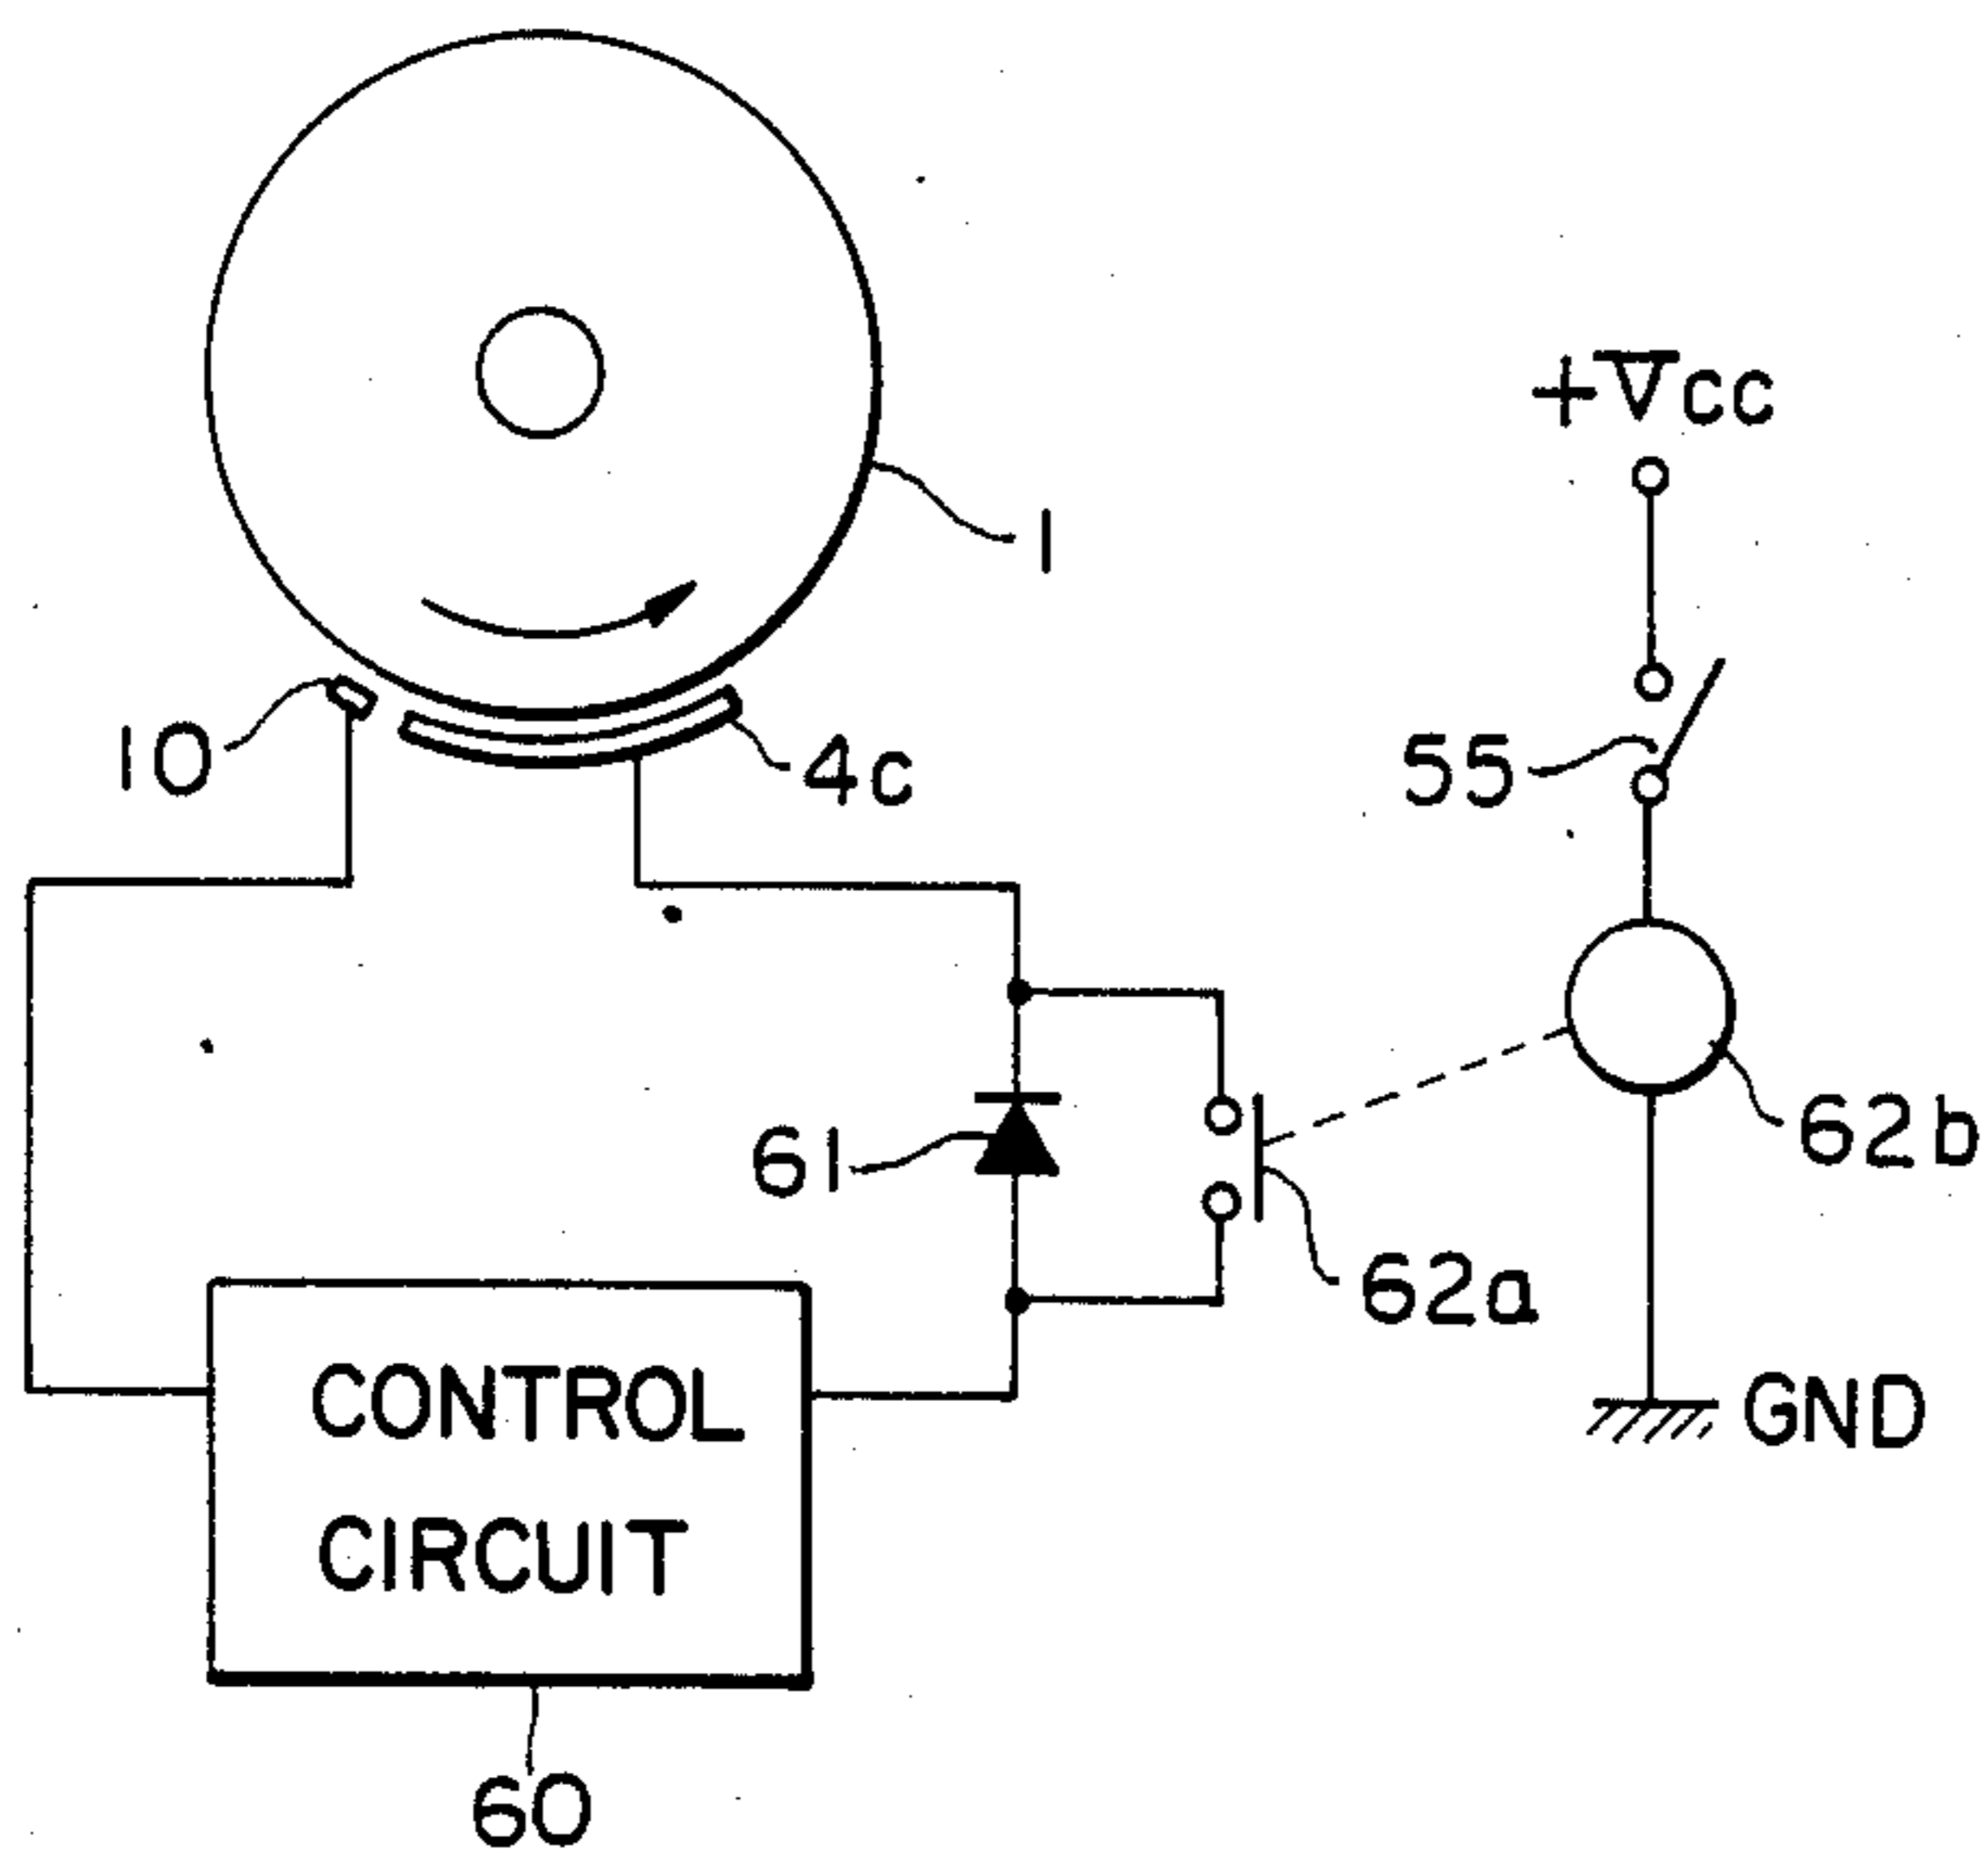 +Vcc
1
10
4c
55
61
62b
62a
CONTROL
CIRCUIT
GND
60